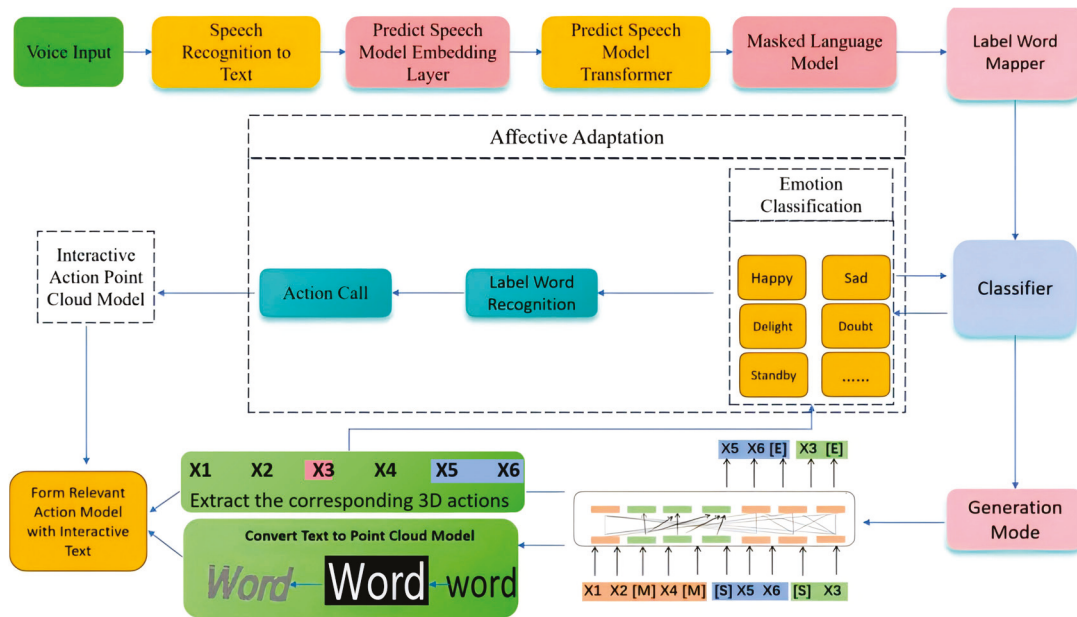 Voice Input
Speech
Recognition to
Text
Predict Speech
Model Embedding
Layer
Predict Speech
Model
Transformer
Masked Language
Model
Label Word
Mapper
Affective Adaptation
Emotion
Classification
Interactive
Action Point
Cloud Model
Action Call
Label Word
Recognition
Happy
Sad
Delight
Doubt
Standby
......
Classifier
X1 X2 X3 X4 X5 X6
Extract the corresponding 3D actions
X5 X6 [E] X3 [E]
Form Relevant
Action Model
with Interactive
Text
Convert Text to Point Cloud Model
Word Word word
Generation
Mode
X1 X2 [M] X4 [M] [S] X5 X6 [S] X3